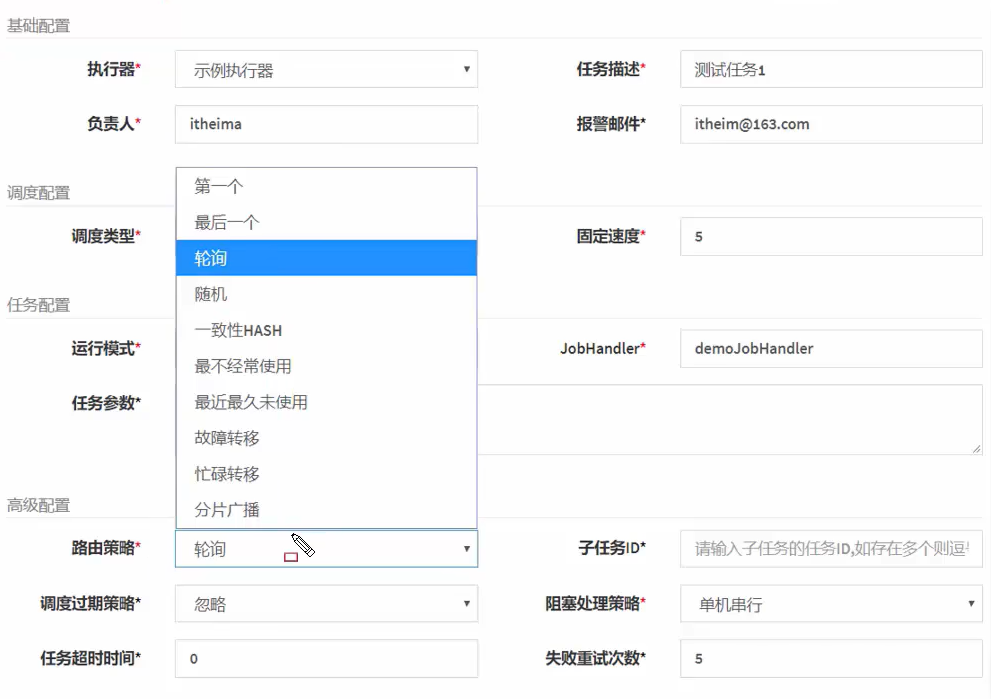 基础配置
执行器* 示例执行器 任务描述* 测试任务1
负责人* itheima 报警邮件* itheim@163.com
调度配置
第一个
最后一个
调度类型* 固定速度* 5
轮询
随机
任务配置
一致性HASH
运行模式* JobHandler* demoJobHandler
最不经常使用
任务参数*
最近最久未使用
故障转移
忙碌转移
高级配置
分片广播
路由策略* 轮询 子任务ID* 请输入子任务的任务ID,如存在多个则逗
调度过期策略* 忽略 阻塞处理策略* 单机串行
任务超时时间* 0 失败重试次数* 5